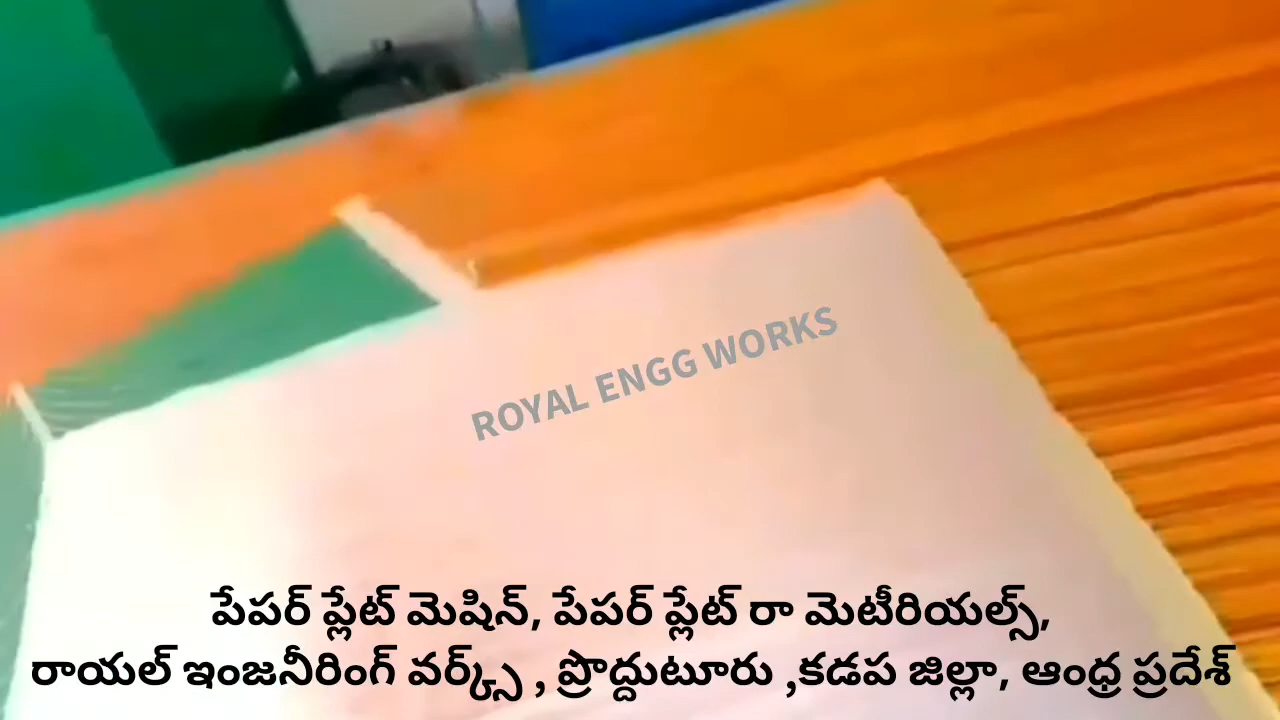 ROYAL ENGG WORKS
పేపర్ ప్లేట్ మెషిన్, పేపర్ ప్లేట్ రా మెటీరియల్స్,
రాయల్ ఇంజనీరింగ్ వర్క్స్ , ప్రొద్దుటూరు ,కడప జిల్లా, ఆంధ్ర ప్రదేశ్